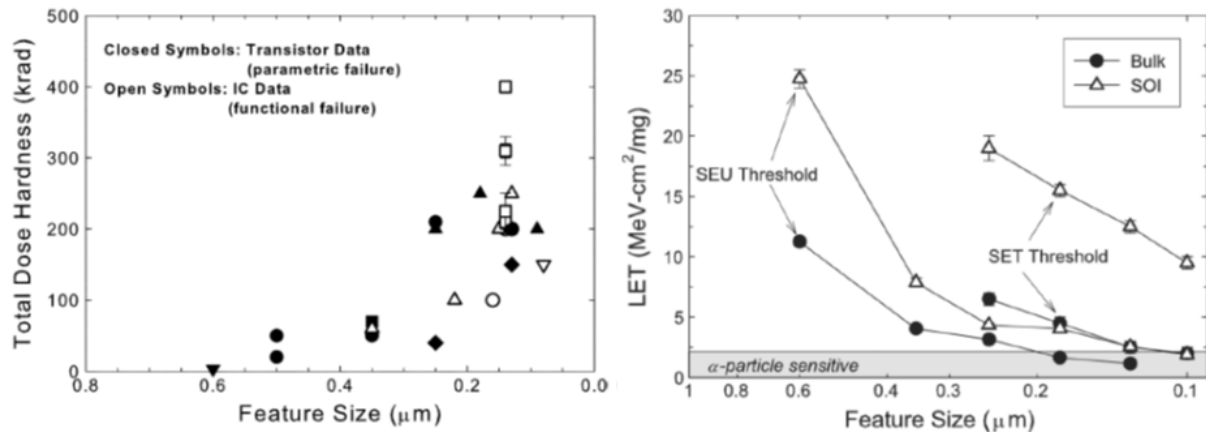 500
400
300
200
100
0
Total Dose Hardness (krad)
Closed Symbols: Transistor Data
(parametric failure)
Open Symbols: IC Data
(functional failure)
0.8 0.6 0.4 0.2 0.0
Feature Size (μm)
30
25
20
15
10
5
0
LET (MeV-cm²/mg)
Bulk
SOI
SEU Threshold
SET Threshold
α-particle sensitive
1 0.8 0.6 0.4 0.3 0.2 0.1
Feature Size (μm)